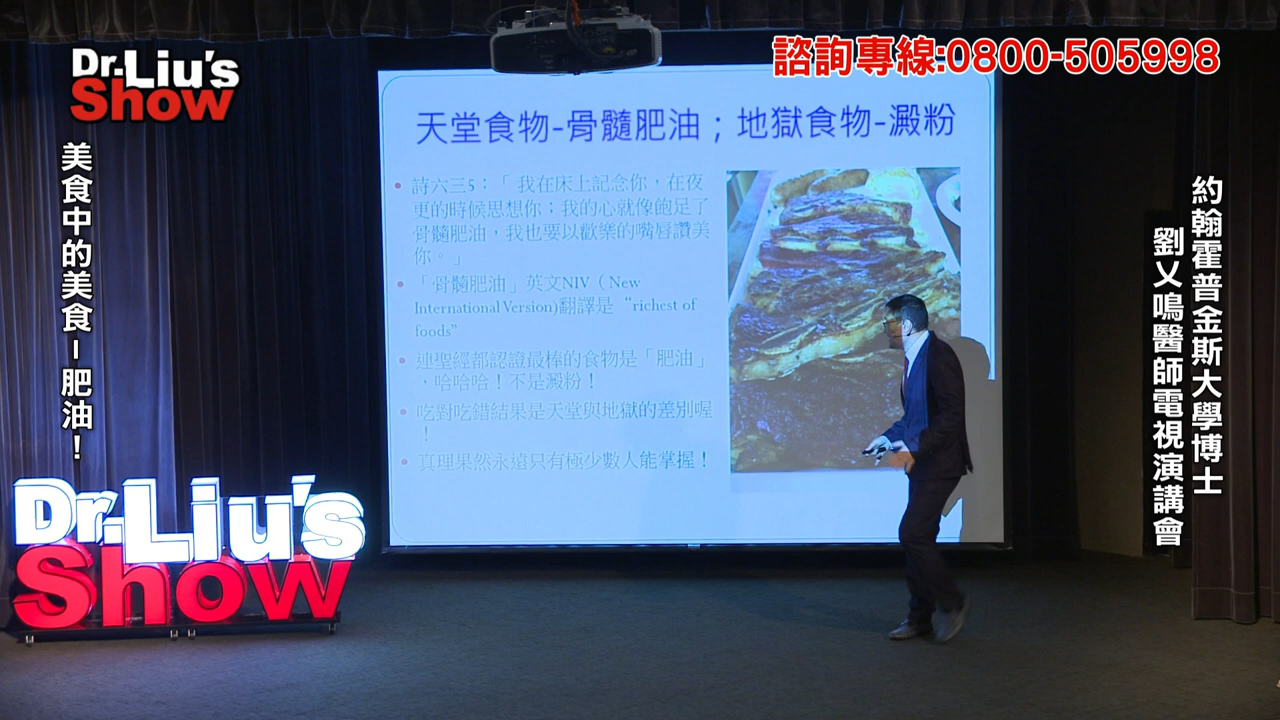 Dr.Liu's
Show
諮詢專線:0800-505998
美食中的美食-肥油！
天堂食物-骨髓肥油；地獄食物-澱粉
• 詩六三5：「 我在床上記念你，在夜
更的時候思想你；我的心就像飽足了
骨髓肥油，我也要以歡樂的嘴唇讚美
你。」
• 「骨髓肥油」英文NIV（ New
International Version)翻譯是 “richest of
foods”
• 連聖經都認證最棒的食物是「肥油」
，哈哈哈！不是澱粉！
• 吃對吃錯結果是天堂與地獄的差別喔
！
• 真理果然永遠只有極少數人能掌握！
約翰霍普金斯大學博士
劉乂鳴醫師電視演講會
Dr.Liu's
Show